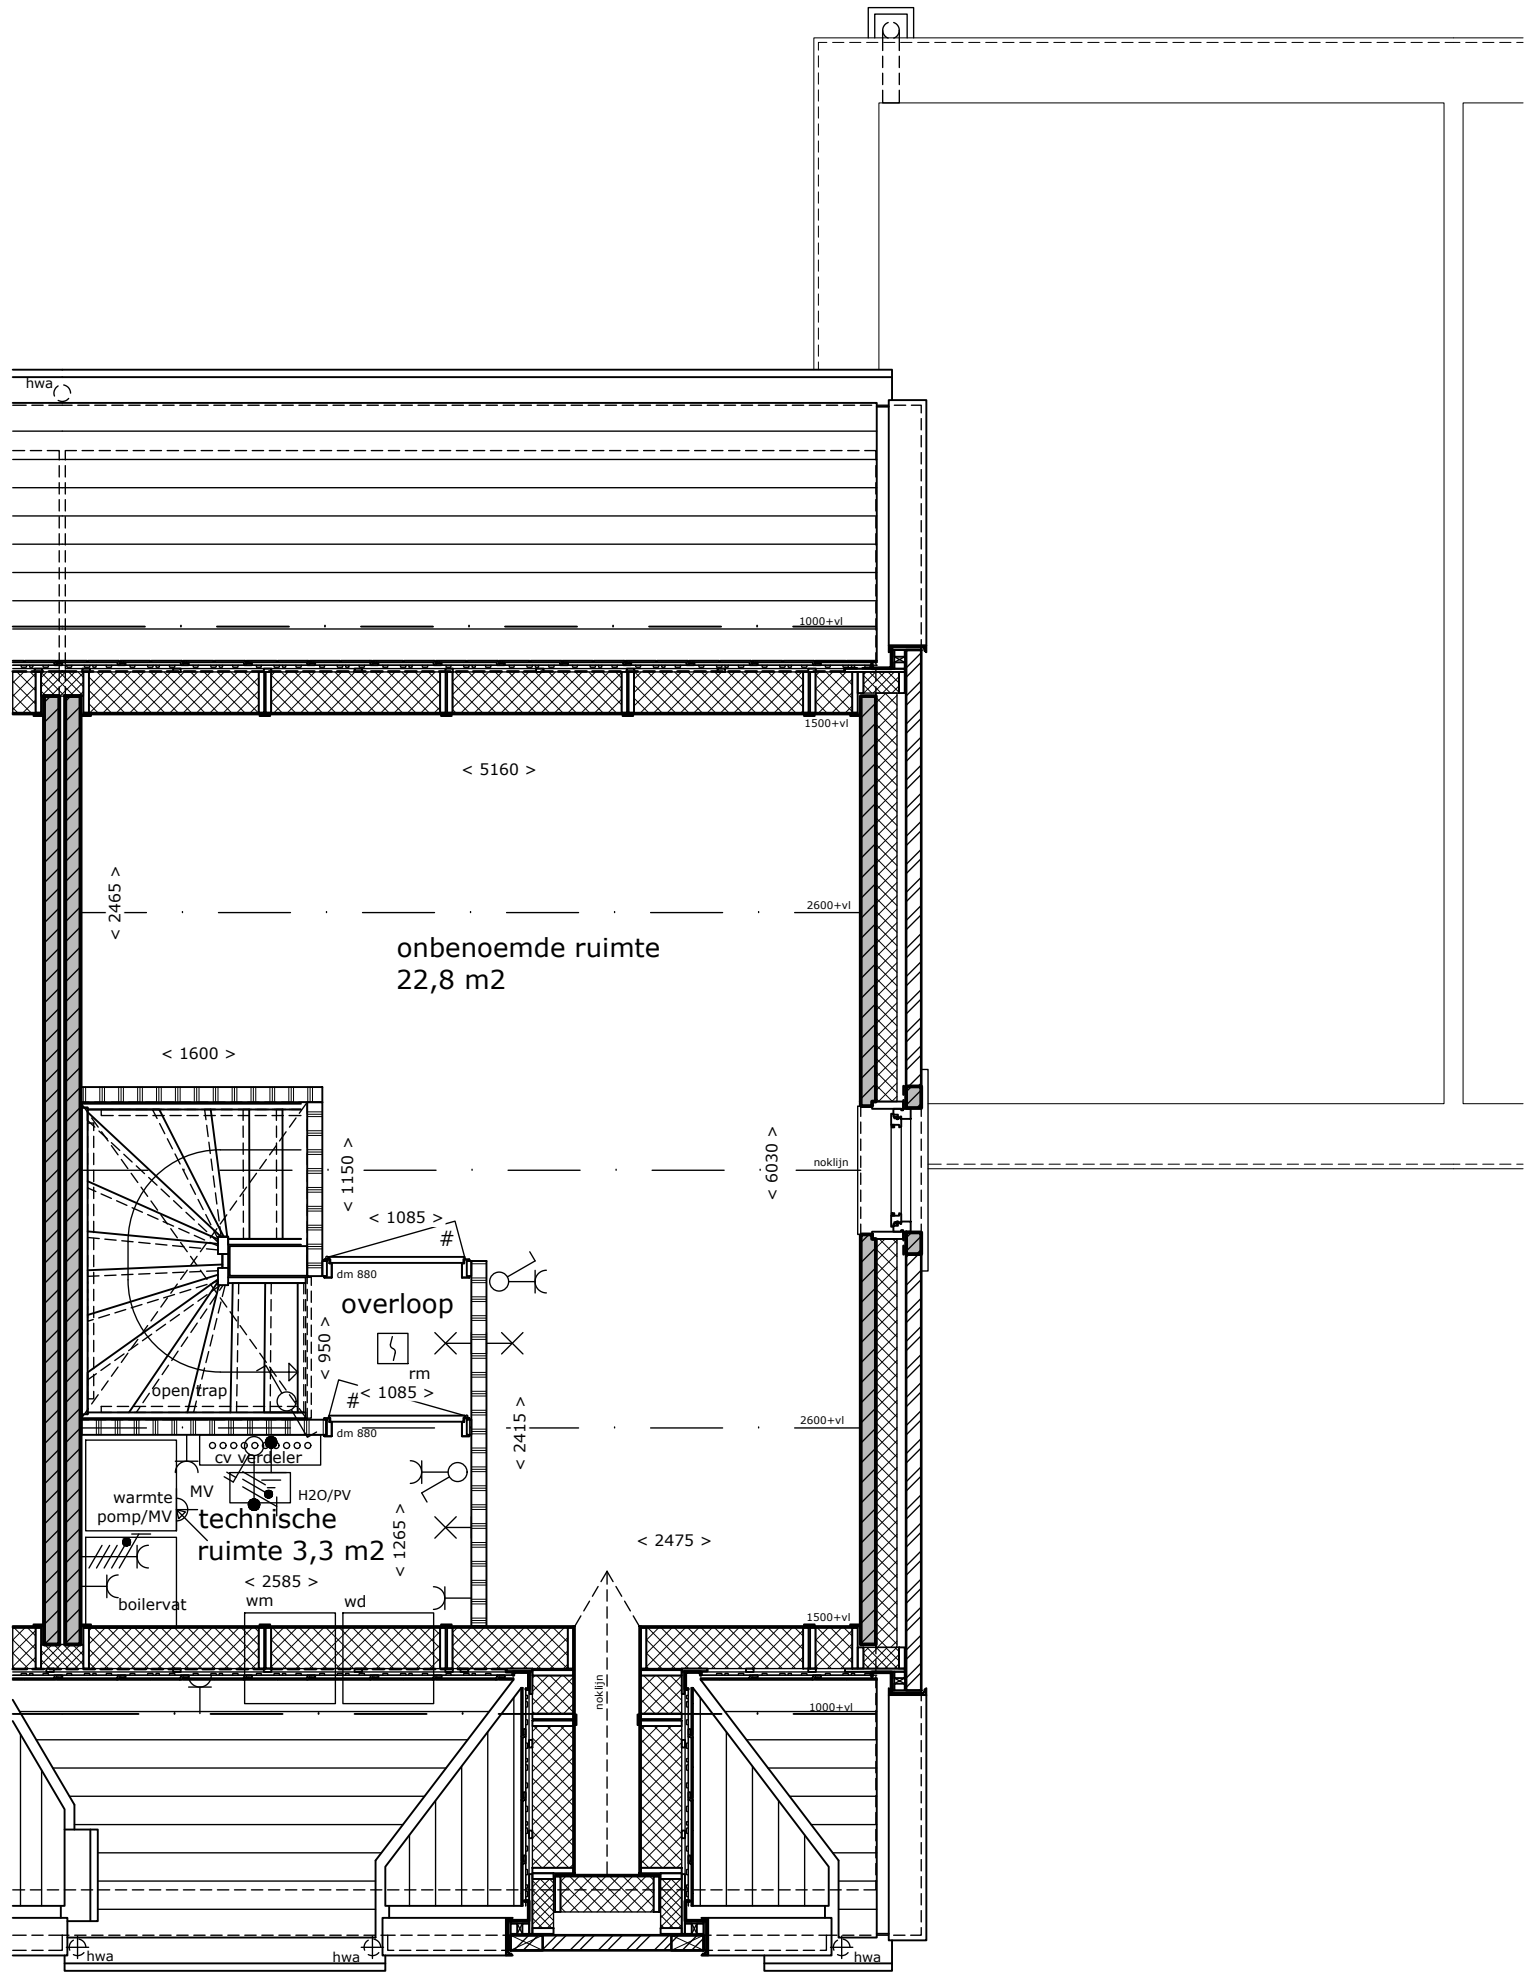 hwa
1000+vl
1500+vl
< 5160 >
< 2465 >
2600+vl
onbenoemde ruimte
22,8 m2
< 1600 >
< 1150 >
< 6030 >
noklijn
< 1085 >
#
dm 880
overloop
< 950 >
rm
open trap
#
< 1085 >
dm 880
2600+vl
< 2415 >
cv verdeler
MV
H2O/PV
warmte
pomp/MV
technische
ruimte 3,3 m2
< 1265 >
< 2475 >
< 2585 >
boilervat
wm
wd
1500+vl
noklijn
1000+vl
hwa
hwa
hwa